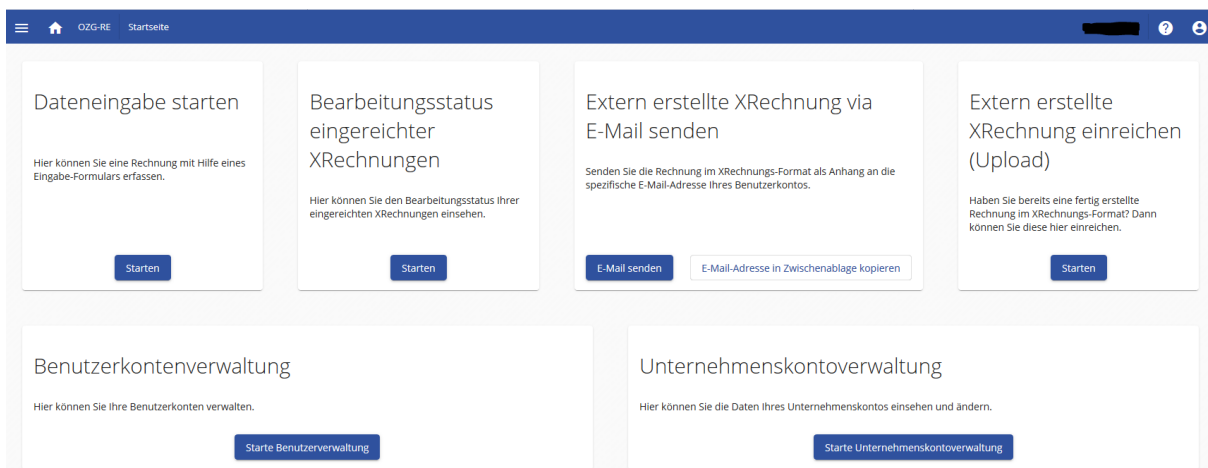 OZG-RE Startseite
Dateneingabe starten
Hier können Sie eine Rechnung mit Hilfe eines
Eingabe-Formulars erfassen.
Starten
Bearbeitungsstatus
eingereichter
XRechnungen
Hier können Sie den Bearbeitungsstatus Ihrer
eingereichten XRechnungen einsehen.
Starten
Extern erstellte XRechnung via
E-Mail senden
Senden Sie die Rechnung im XRechnungs-Format als Anhang an die
spezifische E-Mail-Adresse Ihres Benutzerkontos.
E-Mail senden
E-Mail-Adresse in Zwischenablage kopieren
Extern erstellte
XRechnung einreichen
(Upload)
Haben Sie bereits eine fertig erstellte
Rechnung im XRechnungs-Format? Dann
können Sie diese hier einreichen.
Starten
Benutzerkontenverwaltung
Hier können Sie Ihre Benutzerkonten verwalten.
Starte Benutzerverwaltung
Unternehmenskontoverwaltung
Hier können Sie die Daten Ihres Unternehmenskontos einsehen und ändern.
Starte Unternehmenskontoverwaltung